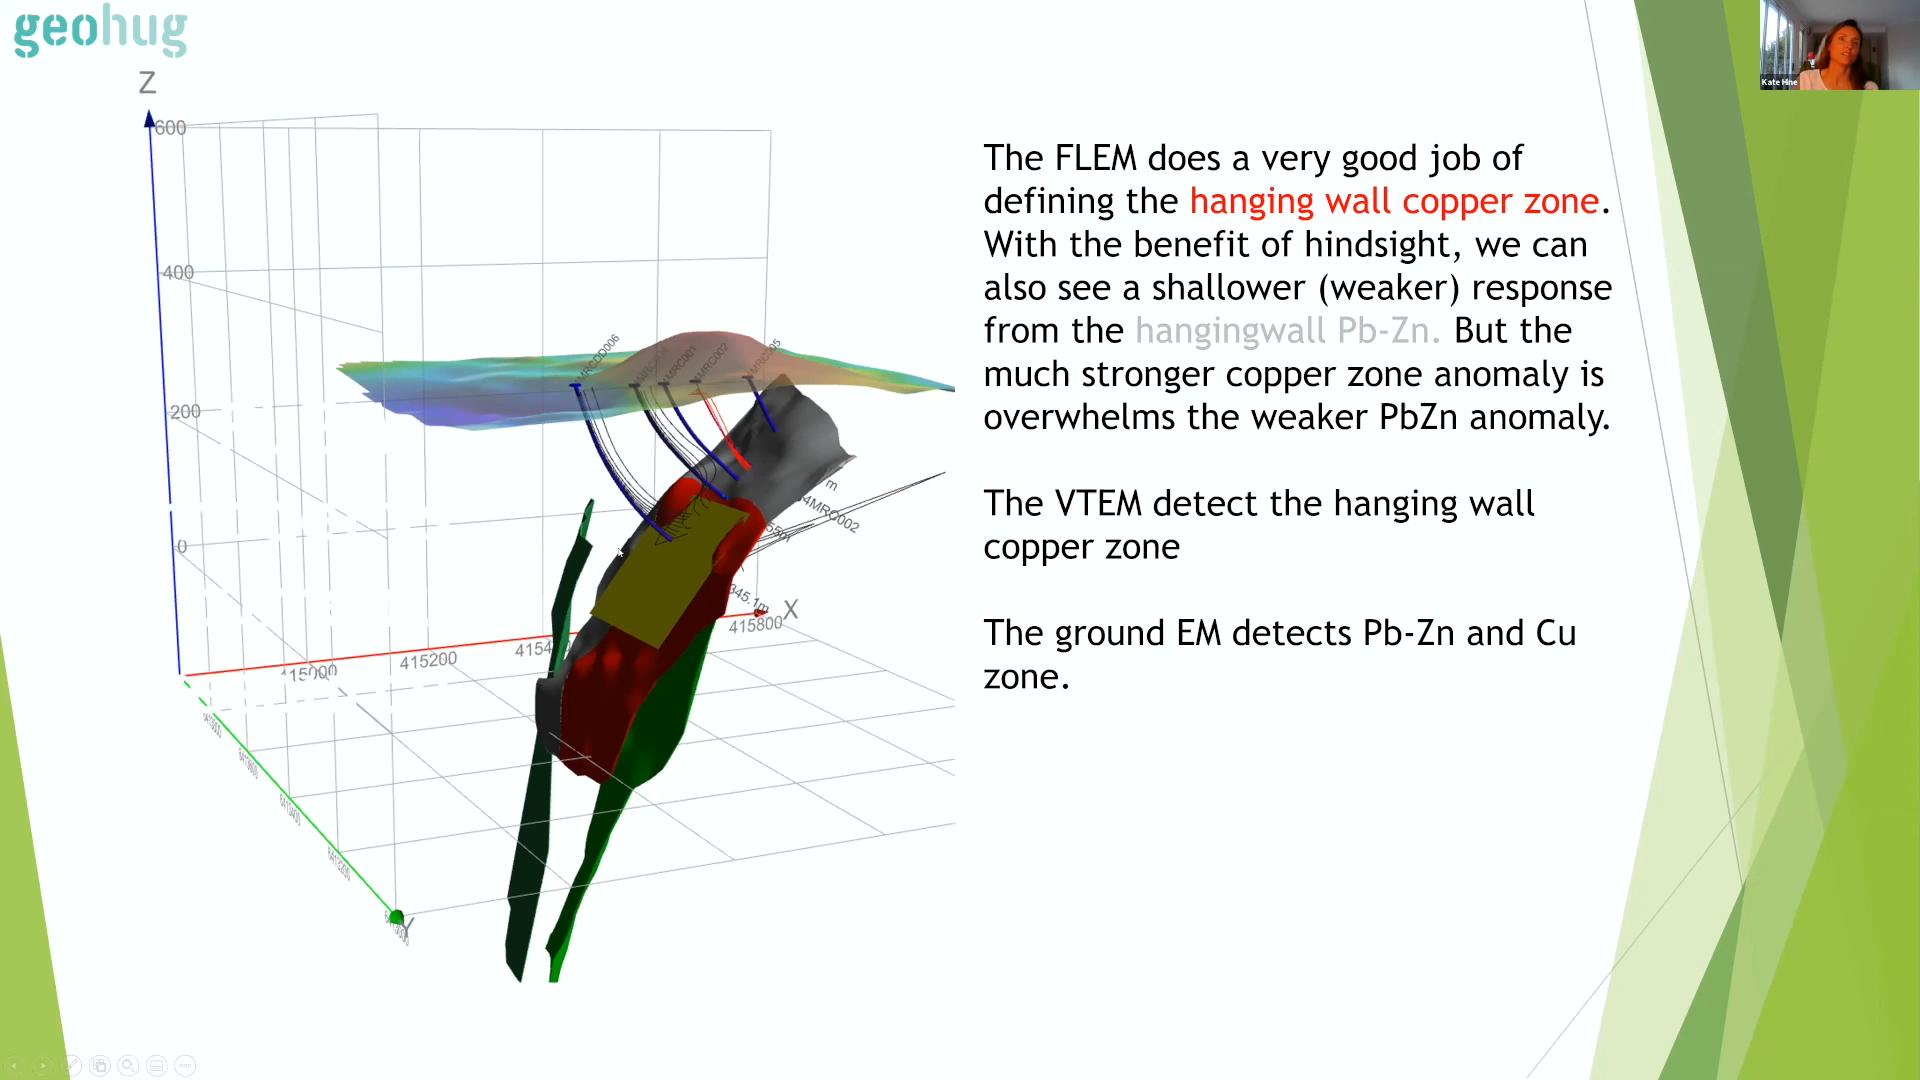 geohug
Kate Hine
Z
600
The FLEM does a very good job of
defining the hanging wall copper zone.
With the benefit of hindsight, we can
also see a shallower (weaker) response
from the hangingwall Pb-Zn. But the
much stronger copper zone anomaly is
overwhelms the weaker PbZn anomaly.
The VTEM detect the hanging wall
copper zone
The ground EM detects Pb-Zn and Cu
zone.
400
200
0
m
4MRC002
345.1m
X
415800
415200
415000
Y